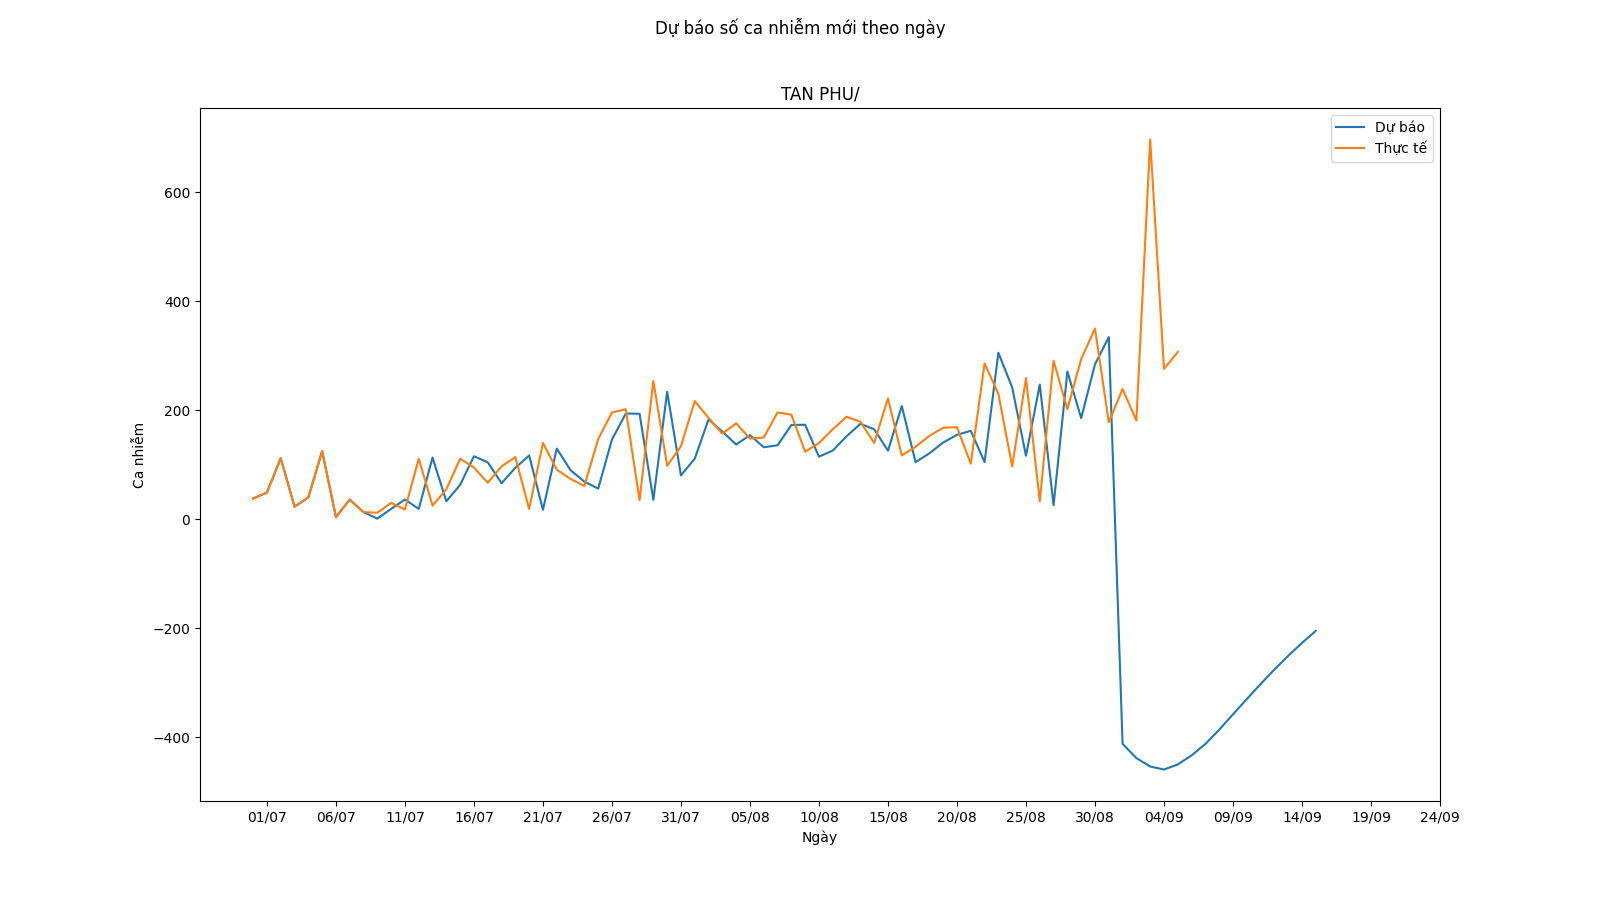 Dự báo số ca nhiễm mới theo ngày
TAN PHU/
Dự báo
Thực tế
Ca nhiễm
600
400
200
0
−200
−400
01/07 06/07 11/07 16/07 21/07 26/07 31/07 05/08 10/08 15/08 20/08 25/08 30/08 04/09 09/09 14/09 19/09 24/09
Ngày